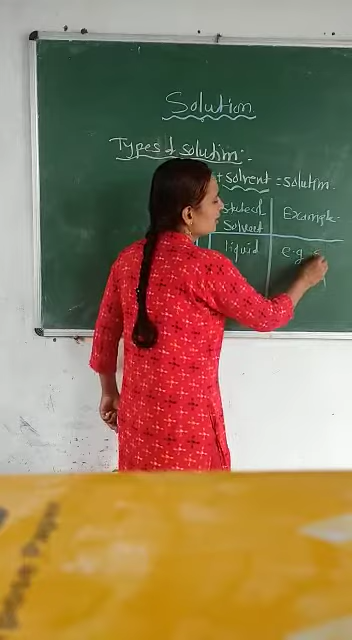 Solution
Types of solution:-
+ solvent = solution.
Example
solvent
liquid e.g. s